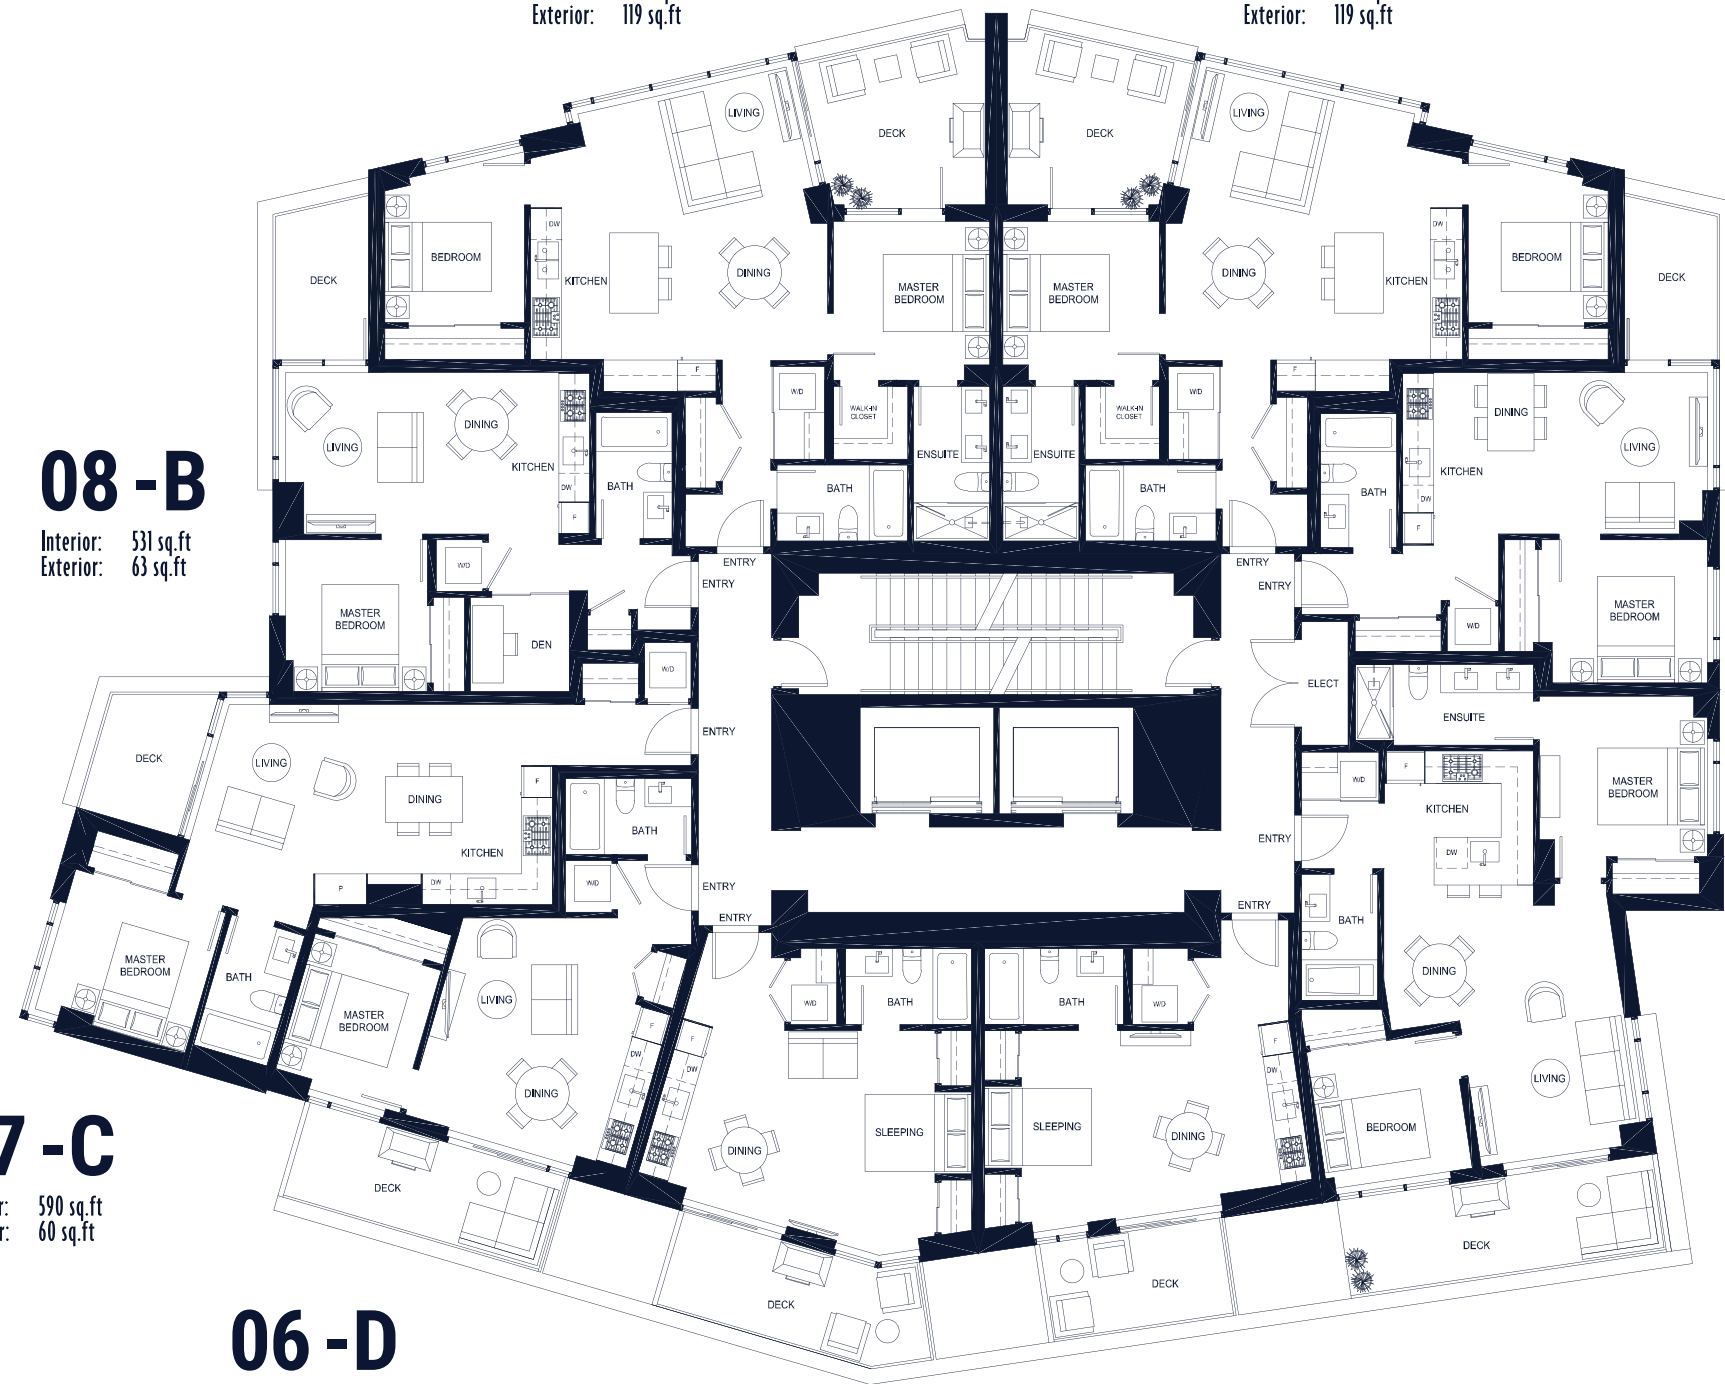 Exterior: 119 sq.ft
Exterior: 119 sq.ft
LIVING
DECK
DECK
LIVING
BEDROOM
DW
KITCHEN
DINING
MASTER
BEDROOM
MASTER
BEDROOM
DINING
KITCHEN
DW
BEDROOM
DECK
DECK
F
W/D
WALK-IN
CLOSET
ENSUITE
BATH
ENTRY
WALK-IN
CLOSET
ENSUITE
BATH
W/D
F
ENTRY
08 - B
Interior: 531 sq.ft
Exterior: 63 sq.ft
LIVING
DINING
KITCHEN
DW
F
BATH
W/D
MASTER
BEDROOM
DEN
ENTRY
DINING
LIVING
KITCHEN
DW
F
BATH
ENTRY
W/D
MASTER
BEDROOM
ELECT
W/D
ENTRY
DECK
LIVING
DINING
F
KITCHEN
DW
P
MASTER
BEDROOM
BATH
ENSUITE
MASTER
BEDROOM
W/D
F
KITCHEN
DW
ENTRY
BATH
DINING
LIVING
BEDROOM
DECK
BATH
W/D
ENTRY
LIVING
MASTER
BEDROOM
DINING
F
DW
DECK
ENTRY
W/D
BATH
F
DW
DINING
SLEEPING
DECK
ENTRY
BATH
W/D
F
DW
SLEEPING
DINING
DECK
7 - C
r: 590 sq.ft
r: 60 sq.ft
06 - D